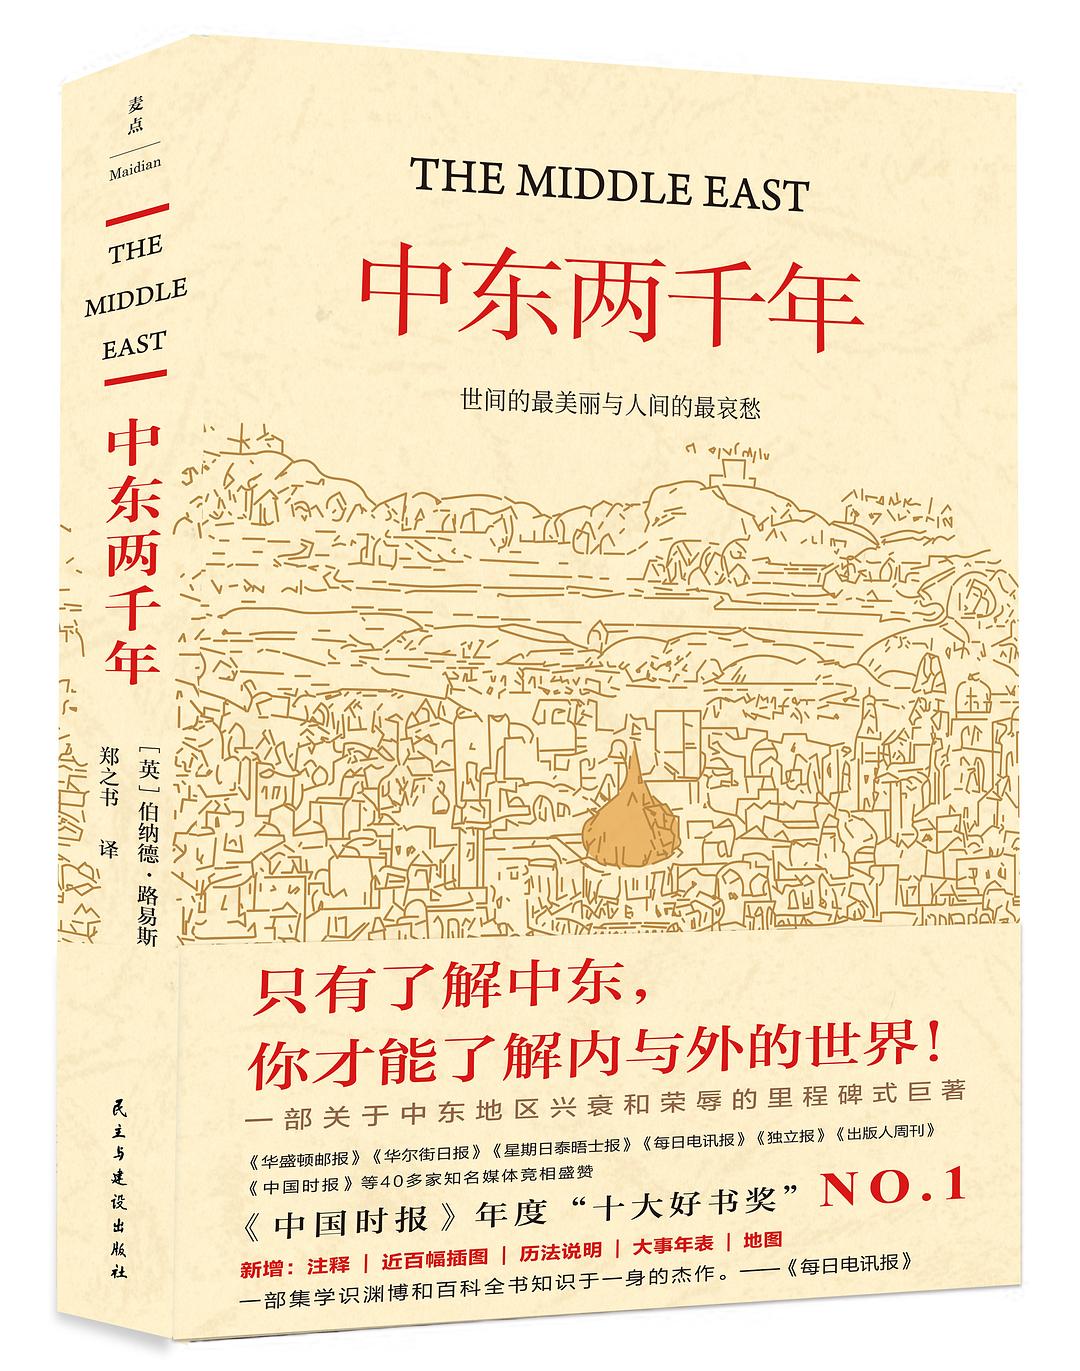 麦点
Maidian
THE
MIDDLE
EAST
中东两千年
[英]伯纳德·路易斯
郑之书 译
民主与建设出版社
THE MIDDLE EAST
中东两千年
世间的最美丽与人间的最哀愁
只有了解中东，
你才能了解内与外的世界！
一部关于中东地区兴衰和荣辱的里程碑式巨著
《华盛顿邮报》《华尔街日报》《星期日泰晤士报》《每日电讯报》《独立报》《出版人周刊》
《中国时报》等40多家知名媒体竞相盛赞
《中国时报》年度“十大好书奖” NO.1
新增：注释｜近百幅插图｜历法说明｜大事年表｜地图
一部集学识渊博和百科全书知识于一身的杰作。——《每日电讯报》